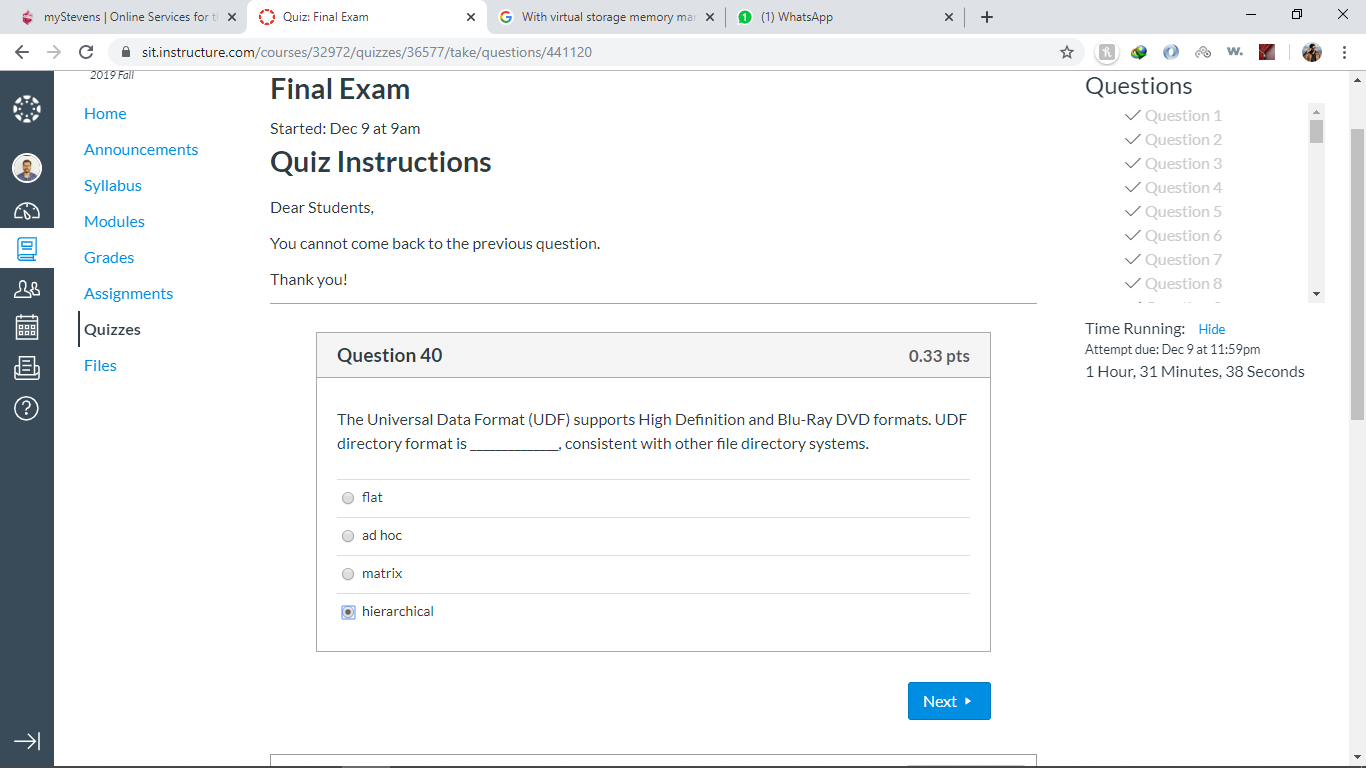 myStevens | Online Services for t
Quiz: Final Exam
With virtual storage memory ma
(1) WhatsApp
sit.instructure.com/courses/32972/quizzes/36577/take/questions/441120
2019 Fall
Home
Announcements
Syllabus
Modules
Grades
Assignments
Quizzes
Files
Final Exam
Started: Dec 9 at 9am
Quiz Instructions
Dear Students,
You cannot come back to the previous question.
Thank you!
Question 40 0.33 pts
The Universal Data Format (UDF) supports High Definition and Blu-Ray DVD formats. UDF
directory format is ______________, consistent with other file directory systems.
flat
ad hoc
matrix
hierarchical
Next
Questions
Question 1
Question 2
Question 3
Question 4
Question 5
Question 6
Question 7
Question 8
Time Running: Hide
Attempt due: Dec 9 at 11:59pm
1 Hour, 31 Minutes, 38 Seconds